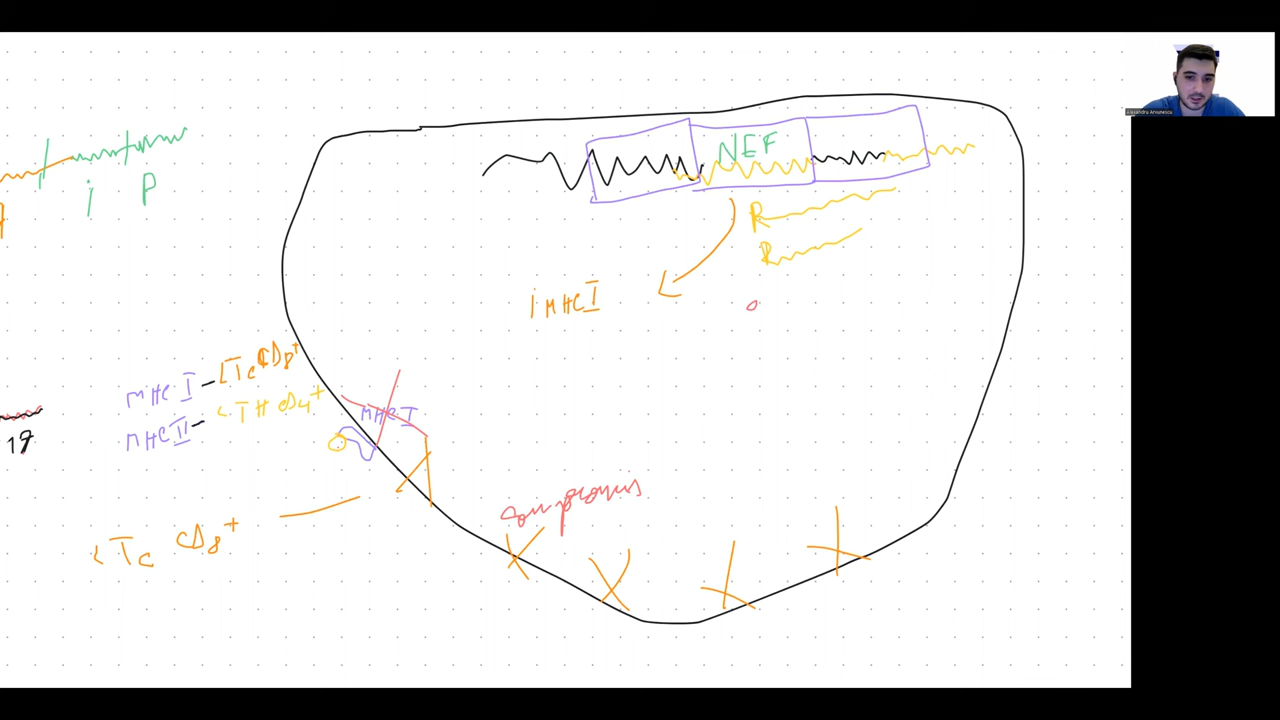 NEF
i P
R
R
i MHC I
MHC I - LTc CD8+
MHC I
MHC II - LTH CD4+
19
LTc CD8+